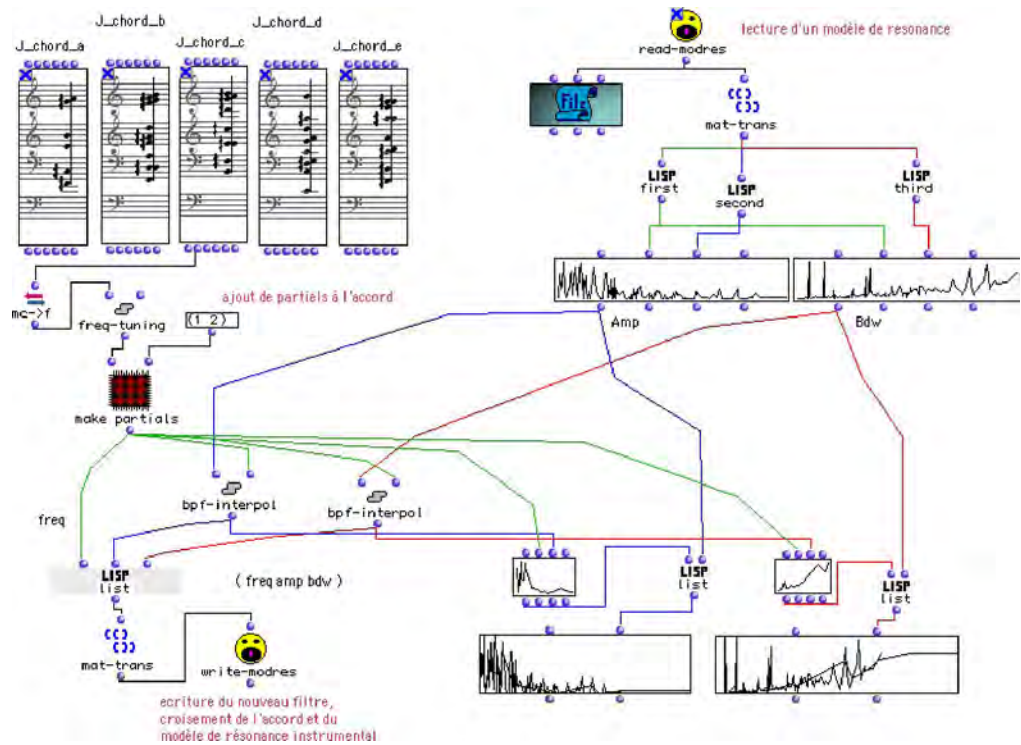 J_chord_b
J_chord_d
J_chord_a
J_chord_c
J_chord_e
lecture d'un modèle de resonance
read-modres
File
mat-trans
LISP
first
LISP
second
LISP
third
mc->f
ajout de partiels à l'accord
freq-tuning
(1 2)
Amp
Bdw
make partials
bpf-interpol
bpf-interpol
freq
LISP
list
( freq amp bdw )
LISP
list
LISP
list
mat-trans
write-modres
ecriture du nouveau filtre,
croisement de l'accord et du
modèle de résonance instrumental